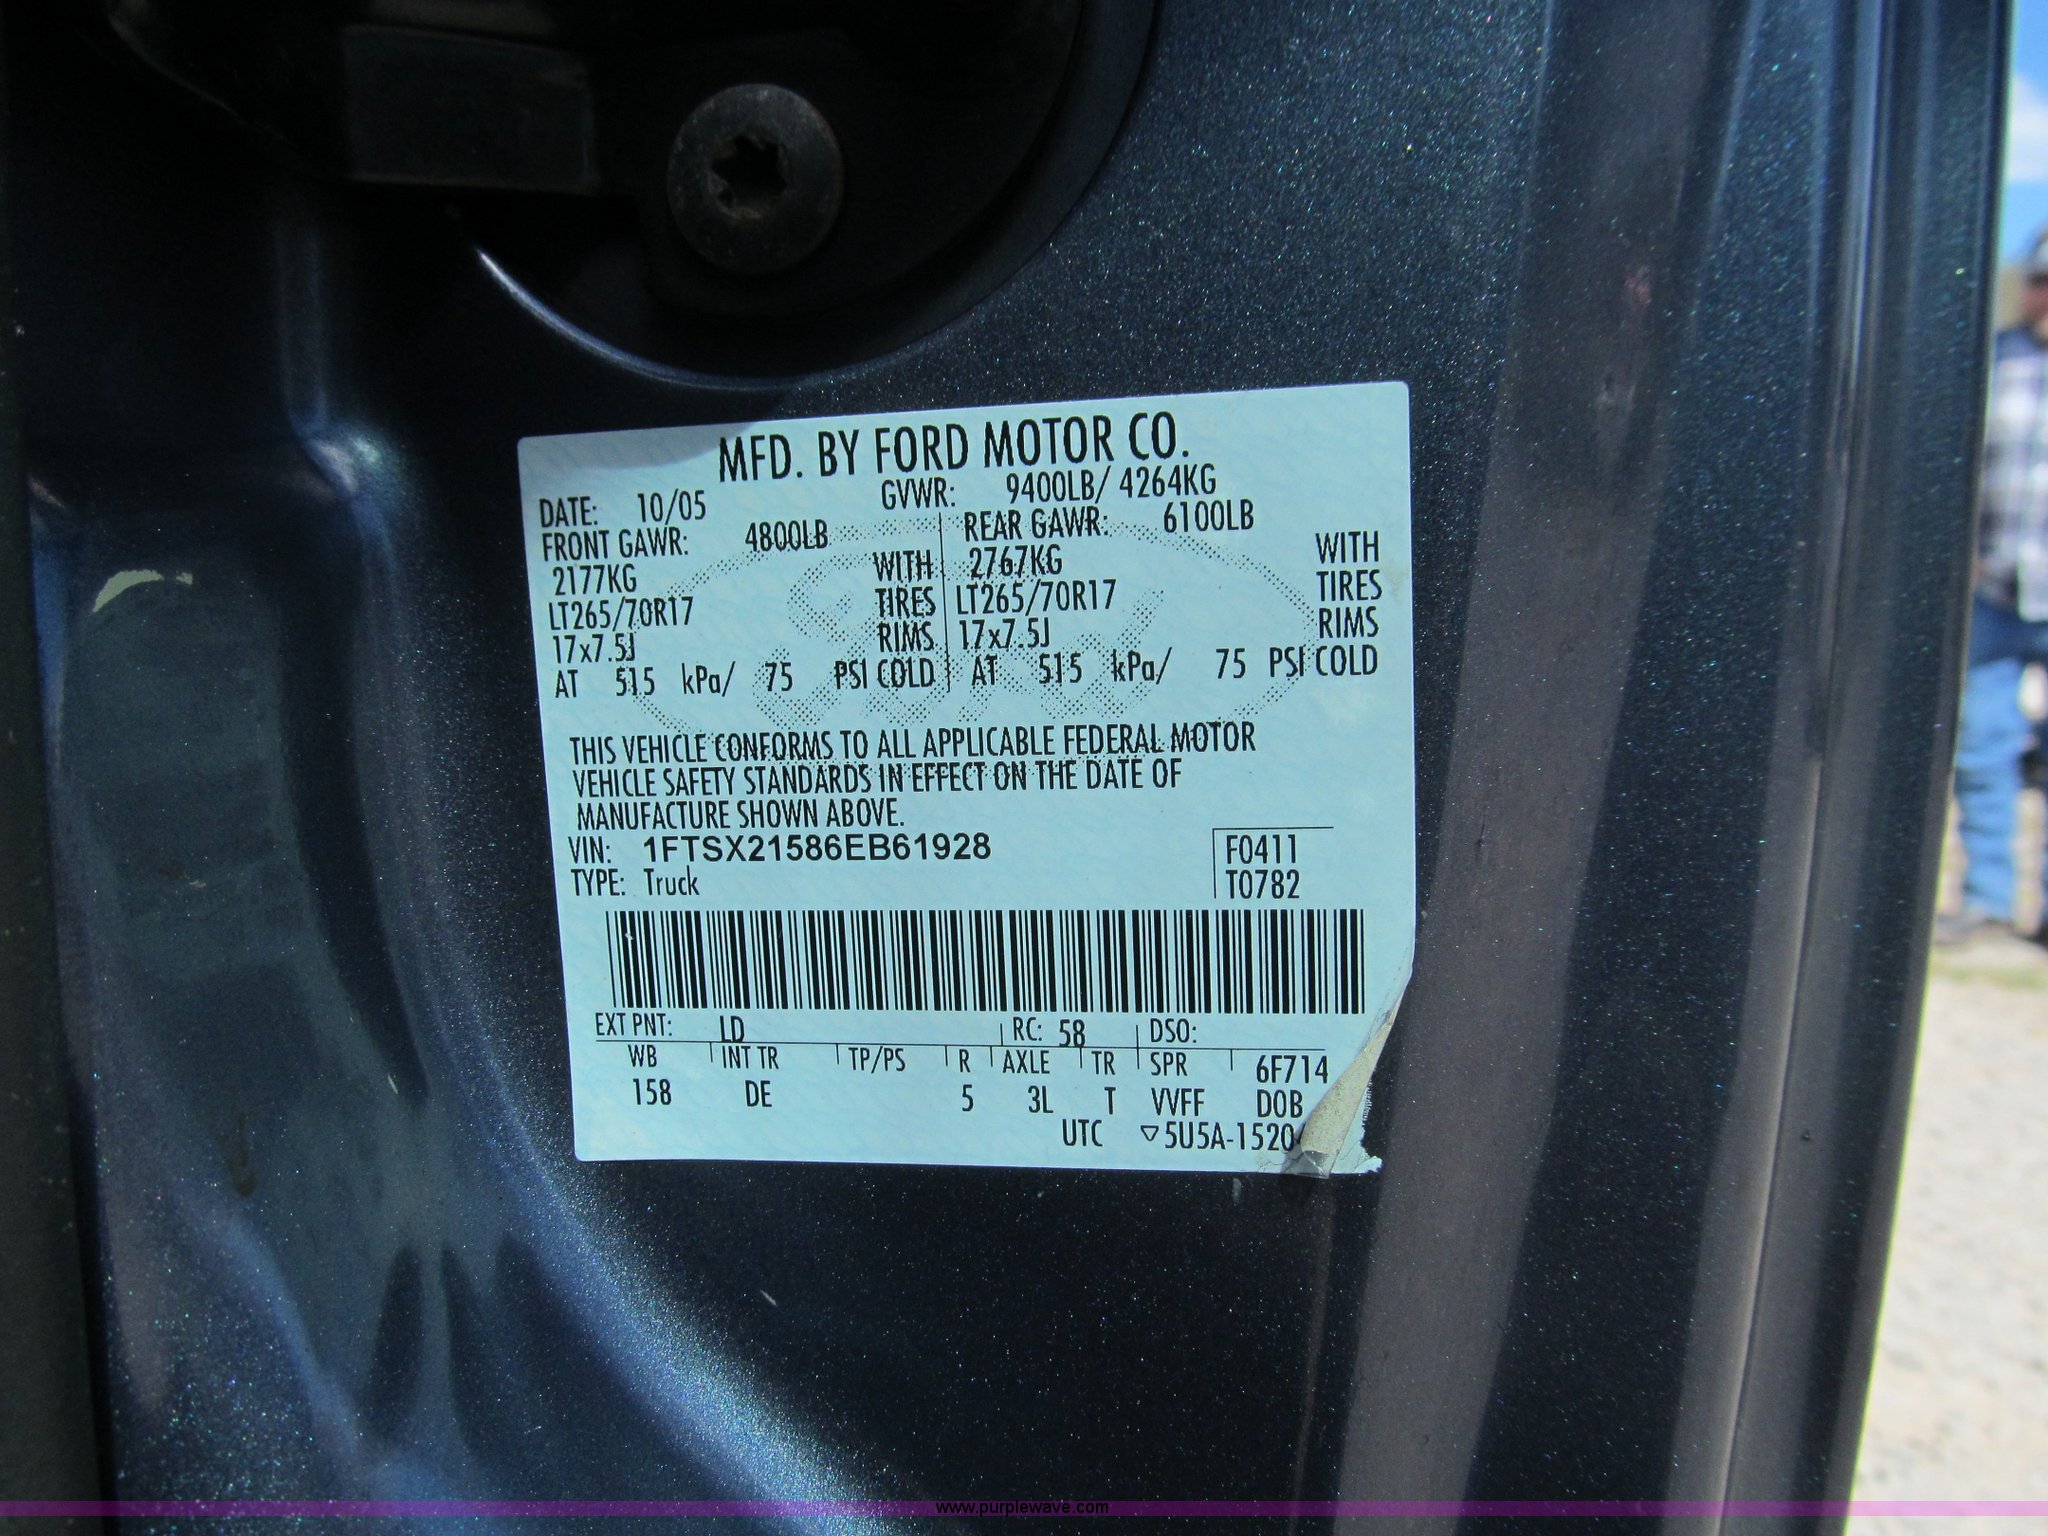 MFD. BY FORD MOTOR CO.
DATE: 10/05 GVWR: 9400LB/ 4264KG
FRONT GAWR: 4800LB REAR GAWR: 6100LB
2177KG WITH 2767KG WITH
LT265/70R17 TIRES LT265/70R17 TIRES
17x7.5J RIMS 17x7.5J RIMS
AT 515 kPa/ 75 PSI COLD AT 515 kPa/ 75 PSI COLD
THIS VEHICLE CONFORMS TO ALL APPLICABLE FEDERAL MOTOR
VEHICLE SAFETY STANDARDS IN EFFECT ON THE DATE OF
MANUFACTURE SHOWN ABOVE.
VIN: 1FTSX21586EB61928 F0411
TYPE: Truck T0782
EXT PNT: LD RC: 58 DSO:
WB INT TR TP/PS R AXLE TR SPR 6F714
158 DE 5 3L T VVFF DOB
UTC ▽5U5A-1520
www.purplewave.com